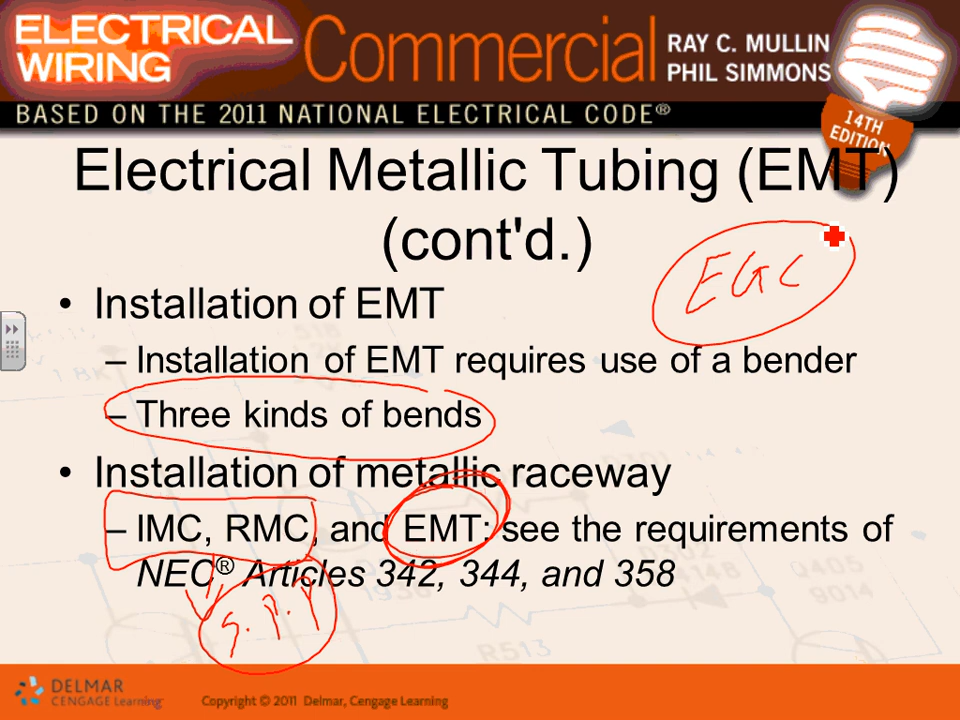 ELECTRICAL WIRING Commercial RAY C. MULLIN
PHIL SIMMONS
BASED ON THE 2011 NATIONAL ELECTRICAL CODE®
14TH EDITION
Electrical Metallic Tubing (EMT)
(cont'd.)
EGC
• Installation of EMT
– Installation of EMT requires use of a bender
– Three kinds of bends
• Installation of metallic raceway
– IMC, RMC, and EMT: see the requirements of
NEC® Articles 342, 344, and 358
R513
Q405
9014
DELMAR
CENGAGE Learning
Copyright © 2011 Delmar, Cengage Learning